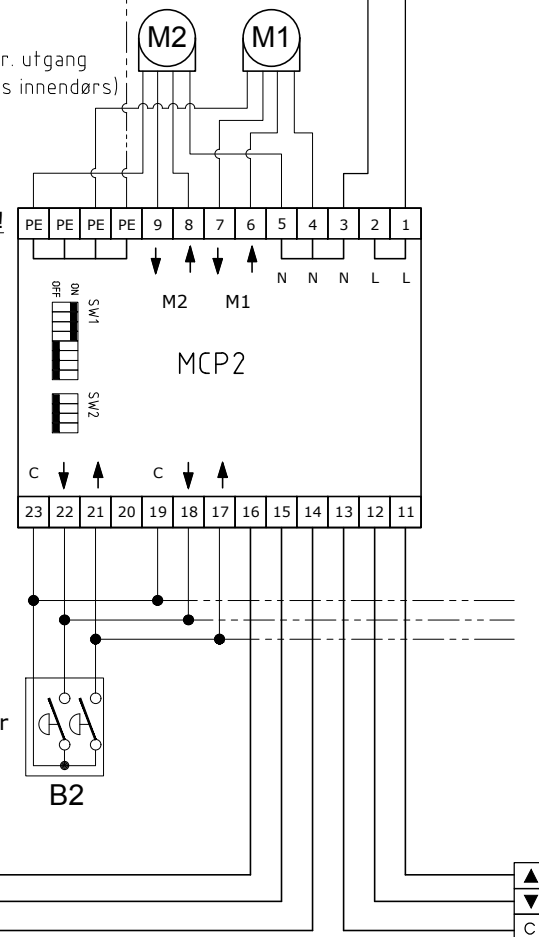 M2 M1
r. utgang
s innendørs)
!
PE PE PE PE 9 8 7 6 5 4 3 2 1
N N N L L
M2 M1
OFF ON
SW1
MCP2
SW2
C C
23 22 21 20 19 18 17 16 15 14 13 12 11
r
B2
C